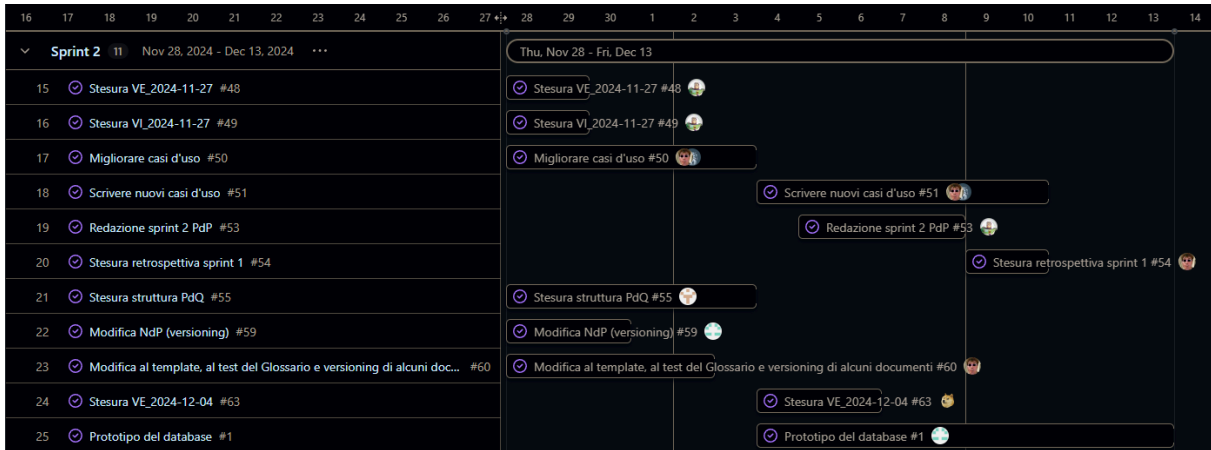 16 17 18 19 20 21 22 23 24 25 26 27 28 29 30 1 2 3 4 5 6 7 8 9 10 11 12 13 14
Sprint 2 11 Nov 28, 2024 - Dec 13, 2024 ... Thu, Nov 28 - Fri, Dec 13
15 Stesura VE_2024-11-27 #48 Stesura VE_2024-11-27 #48
16 Stesura VI_2024-11-27 #49 Stesura VI_2024-11-27 #49
17 Migliorare casi d'uso #50 Migliorare casi d'uso #50
18 Scrivere nuovi casi d'uso #51 Scrivere nuovi casi d'uso #51
19 Redazione sprint 2 PdP #53 Redazione sprint 2 PdP #53
20 Stesura retrospettiva sprint 1 #54 Stesura retrospettiva sprint 1 #54
21 Stesura struttura PdQ #55 Stesura struttura PdQ #55
22 Modifica NdP (versioning) #59 Modifica NdP (versioning) #59
23 Modifica al template, al test del Glossario e versioning di alcuni doc... #60 Modifica al template, al test del Glossario e versioning di alcuni documenti #60
24 Stesura VE_2024-12-04 #63 Stesura VE_2024-12-04 #63
25 Prototipo del database #1 Prototipo del database #1